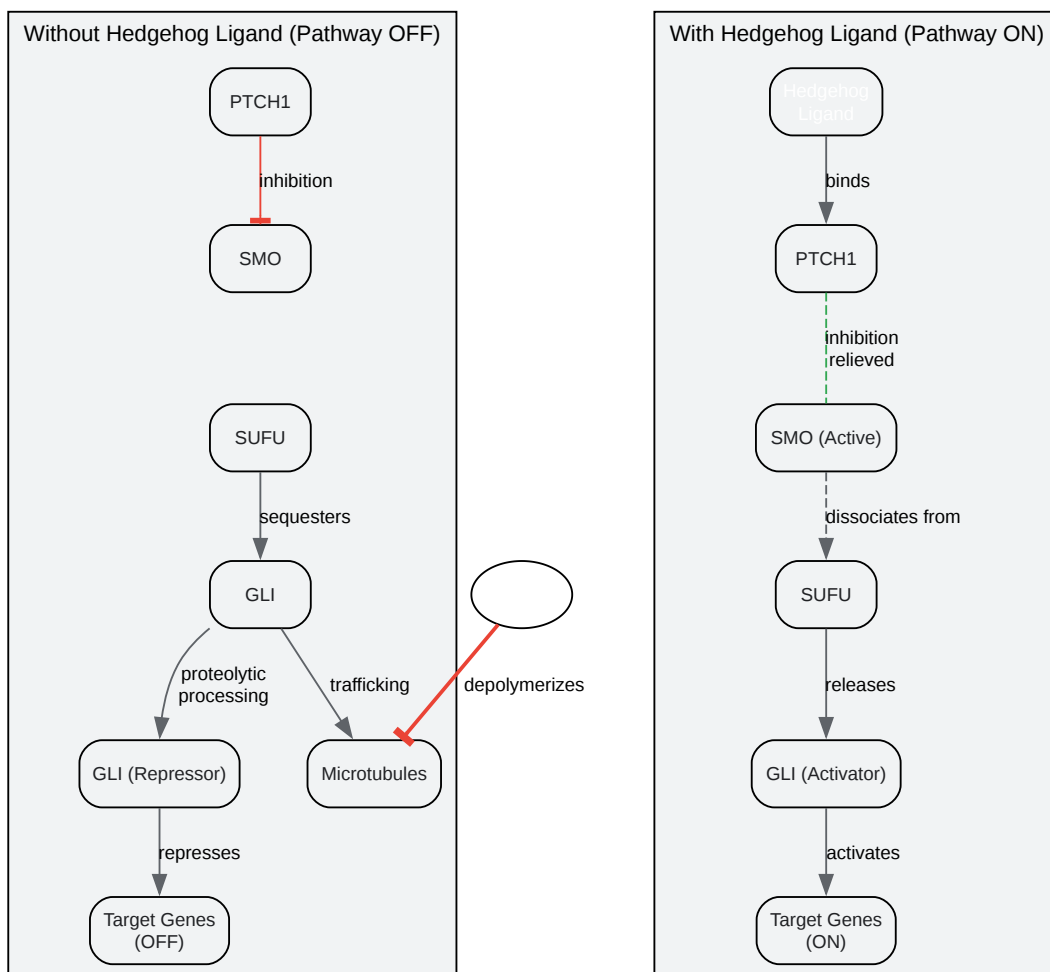 Without Hedgehog Ligand (Pathway OFF)
PTCH1
inhibition
SMO
SUFU
sequesters
GLI
proteolytic
processing
trafficking
depolymerizes
GLI (Repressor)
Microtubules
represses
Target Genes
(OFF)
With Hedgehog Ligand (Pathway ON)
Hedgehog
Ligand
binds
PTCH1
inhibition
relieved
SMO (Active)
dissociates from
SUFU
releases
GLI (Activator)
activates
Target Genes
(ON)